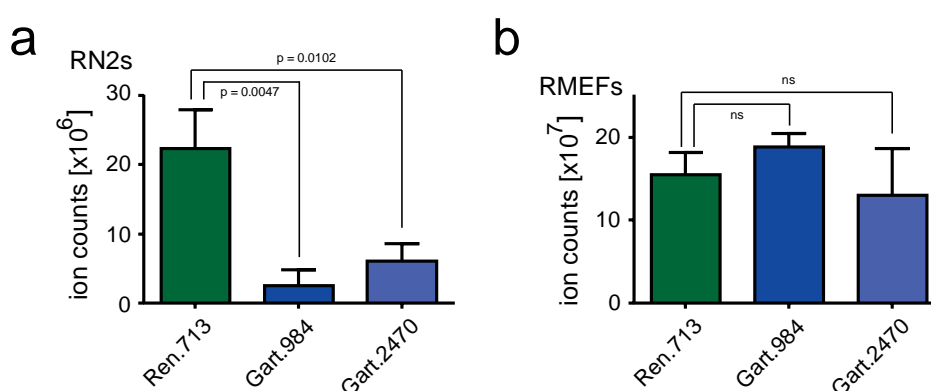 a
RN2s
p = 0.0102
p = 0.0047
ion counts [x10⁶]
30
20
10
0
Ren.713
Gart.984
Gart.2470
b
RMEFs
ns
ns
ion counts [x10⁷]
20
10
0
Ren.713
Gart.984
Gart.2470